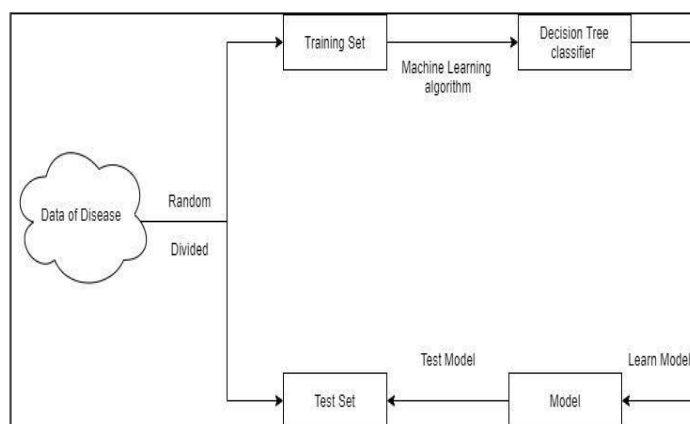 Training Set
Decision Tree
classifier
Machine Learning
algorithm
Data of Disease
Random
Divided
Test Model
Learn Model
Test Set
Model